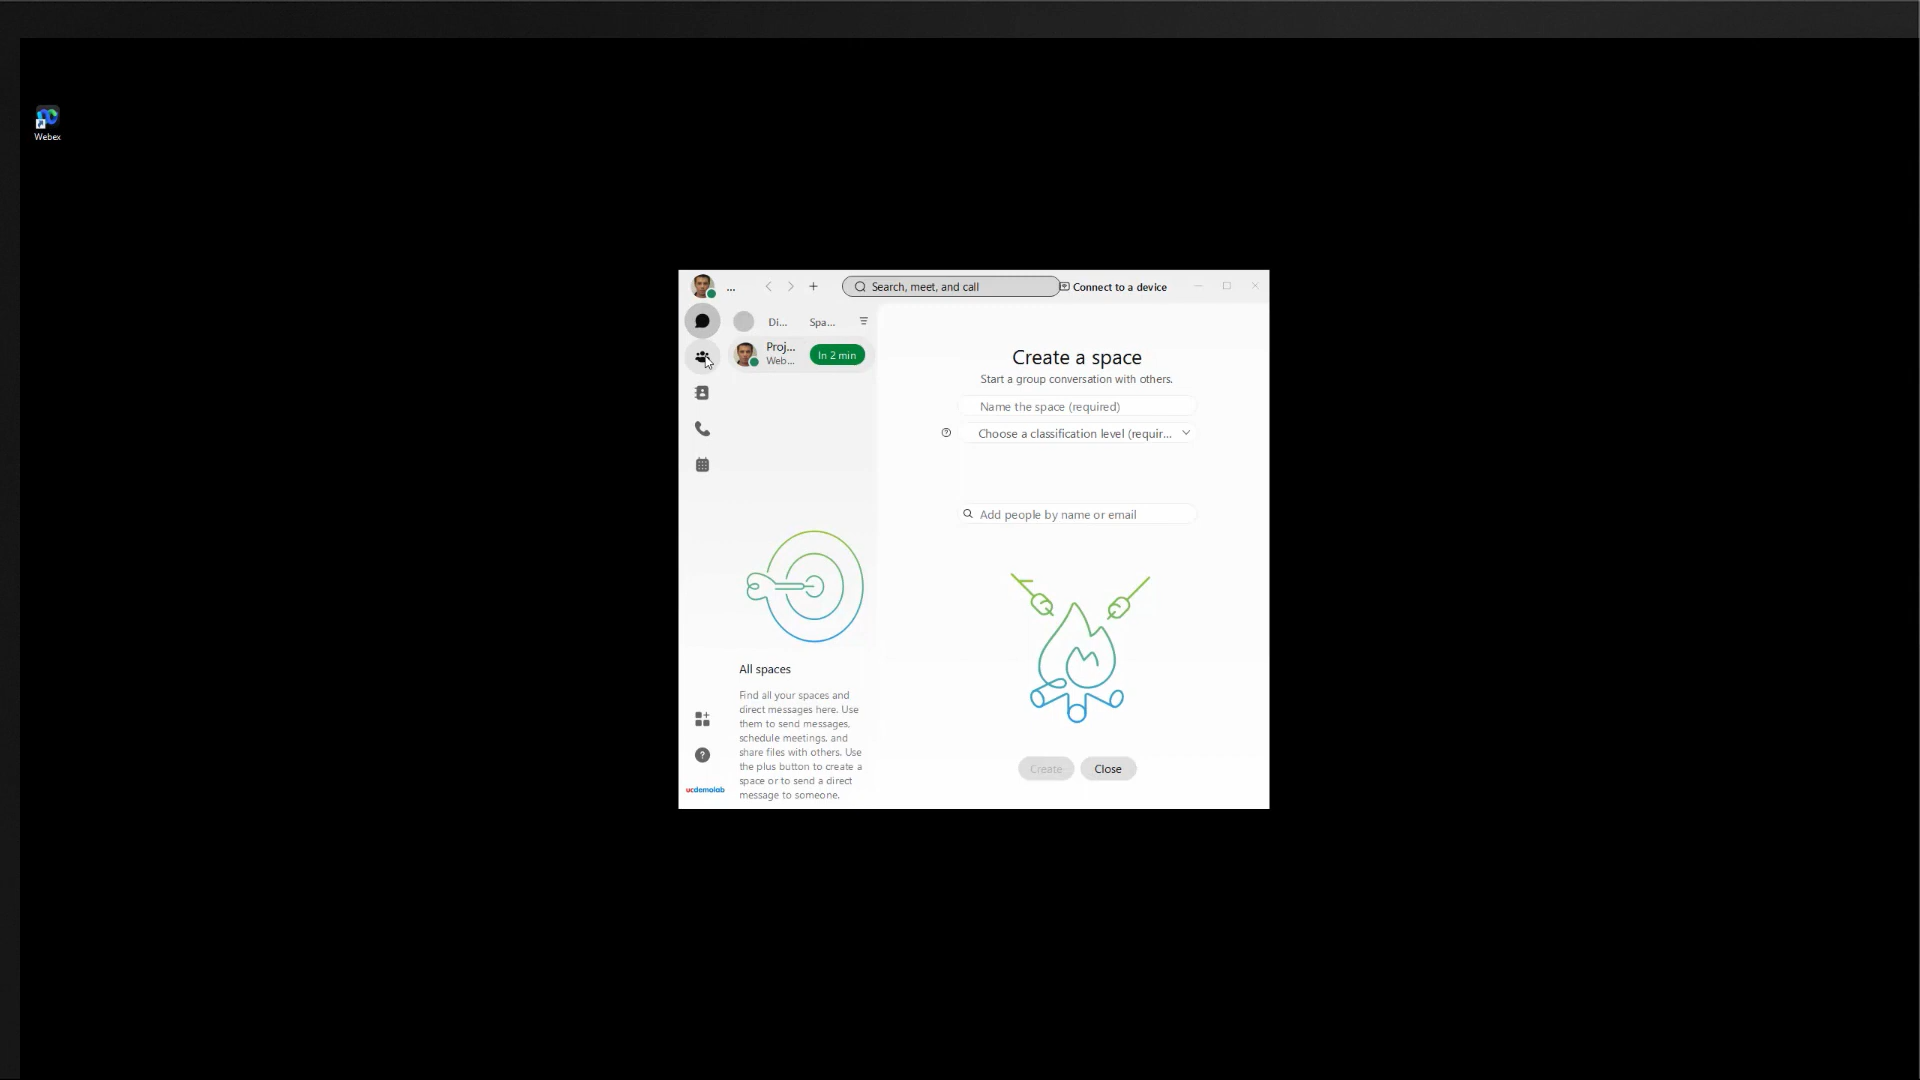 Webex
...
Search, meet, and call
Connect to a device
Di...
Spa...
Proj...
Web...
In 2 min
Create a space
Start a group conversation with others.
Name the space (required)
Choose a classification level (requir...
Add people by name or email
All spaces
Find all your spaces and
direct messages here. Use
them to send messages,
schedule meetings, and
share files with others. Use
the plus button to create a
space or to send a direct
message to someone.
Create
Close
ucdemolab